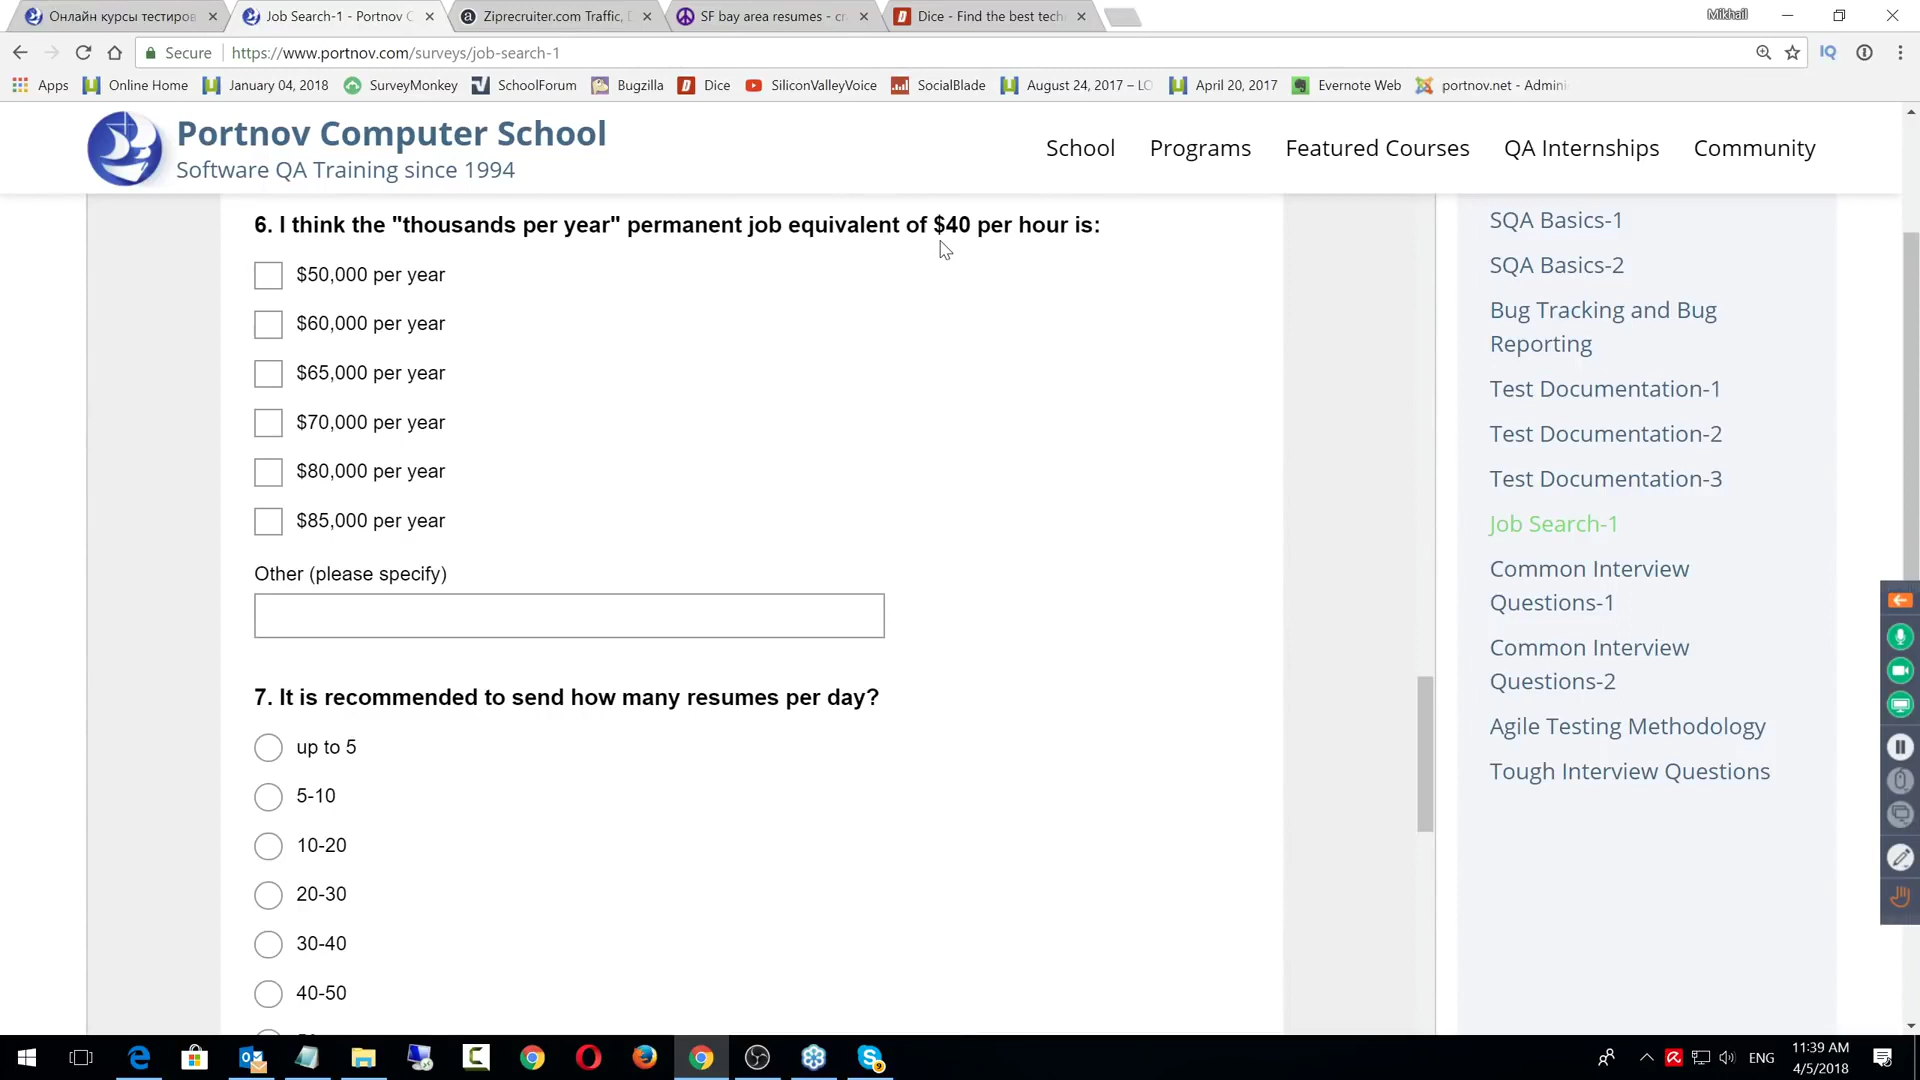 Онлайн курсы тестиров
Job Search-1 - Portnov C
Ziprecruiter.com Traffic, D
SF bay area resumes - cr
Dice - Find the best tech
Mikhail
Secure
https://www.portnov.com/surveys/job-search-1
Apps
Online Home
January 04, 2018
SurveyMonkey
SchoolForum
Bugzilla
Dice
SiliconValleyVoice
SocialBlade
August 24, 2017 – LO
April 20, 2017
Evernote Web
portnov.net - Admini
Portnov Computer School
Software QA Training since 1994
School
Programs
Featured Courses
QA Internships
Community
6. I think the "thousands per year" permanent job equivalent of $40 per hour is:
$50,000 per year
$60,000 per year
$65,000 per year
$70,000 per year
$80,000 per year
$85,000 per year
Other (please specify)
7. It is recommended to send how many resumes per day?
up to 5
5-10
10-20
20-30
30-40
40-50
SQA Basics-1
SQA Basics-2
Bug Tracking and Bug
Reporting
Test Documentation-1
Test Documentation-2
Test Documentation-3
Job Search-1
Common Interview
Questions-1
Common Interview
Questions-2
Agile Testing Methodology
Tough Interview Questions
ENG
11:39 AM
4/5/2018